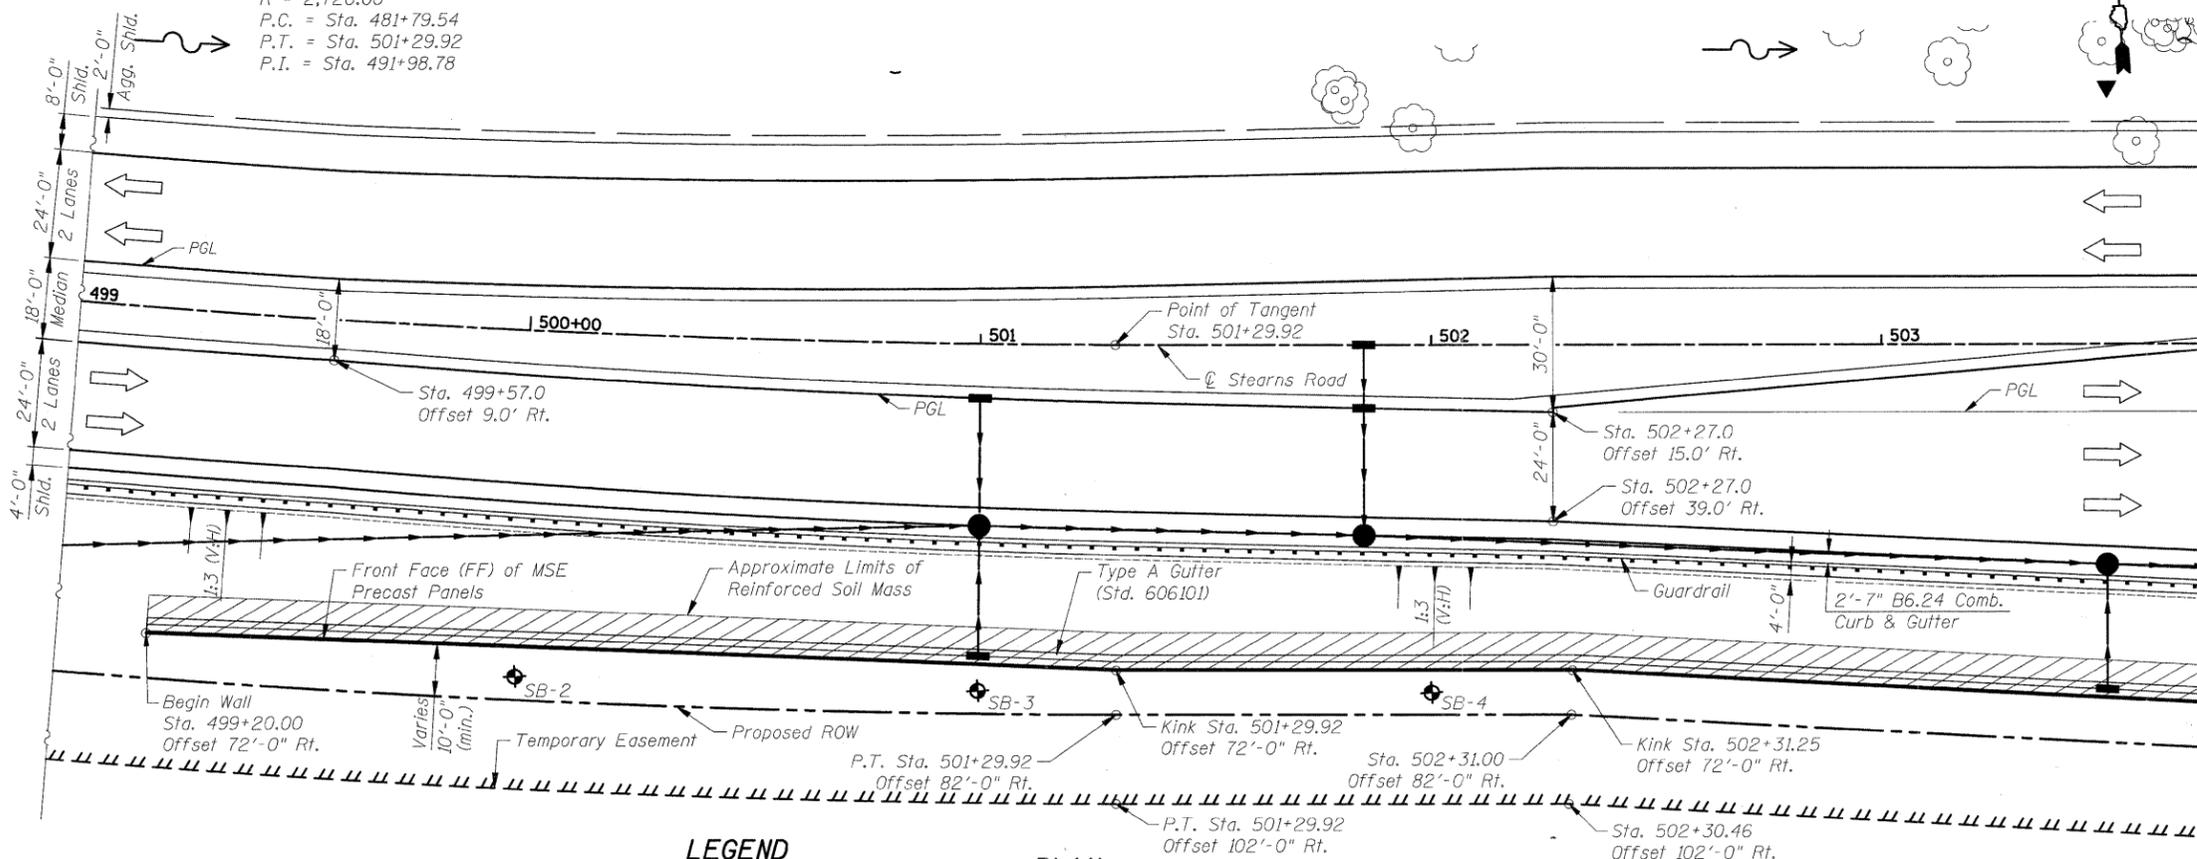 P.C. = Sta. 481+79.54
P.T. = Sta. 501+29.92
P.I. = Sta. 491+98.78
8'-0"
Shld.
2'-0"
Agg. Shld.
24'-0"
2 Lanes
18'-0"
Median
24'-0"
2 Lanes
4'-0"
Shld.
PGL
499
18'-0"
500+00
501
Point of Tangent
Sta. 501+29.92
502
503
℄ Stearns Road
30'-0"
PGL
Sta. 499+57.0
Offset 9.0' Rt.
PGL
24'-0"
Sta. 502+27.0
Offset 15.0' Rt.
Sta. 502+27.0
Offset 39.0' Rt.
1:3 (V:H)
Front Face (FF) of MSE
Precast Panels
Approximate Limits of
Reinforced Soil Mass
Type A Gutter
(Std. 606101)
1:3
(V:H)
Guardrail
4'-0"
2'-7" B6.24 Comb.
Curb & Gutter
SB-2
SB-3
SB-4
Begin Wall
Sta. 499+20.00
Offset 72'-0" Rt.
Varies
10'-0"
(min.)
Temporary Easement
Proposed ROW
P.T. Sta. 501+29.92
Offset 82'-0" Rt.
Kink Sta. 501+29.92
Offset 72'-0" Rt.
Sta. 502+31.00
Offset 82'-0" Rt.
Kink Sta. 502+31.25
Offset 72'-0" Rt.
P.T. Sta. 501+29.92
Offset 102'-0" Rt.
Sta. 502+30.46
Offset 102'-0" Rt.
LEGEND